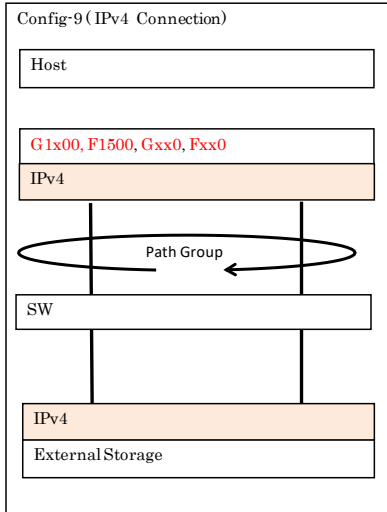 Config-9 (IPv4 Connection)
Host
G1x00, F1500, Gxx0, Fxx0
IPv4
Path Group
SW
IPv4
External Storage